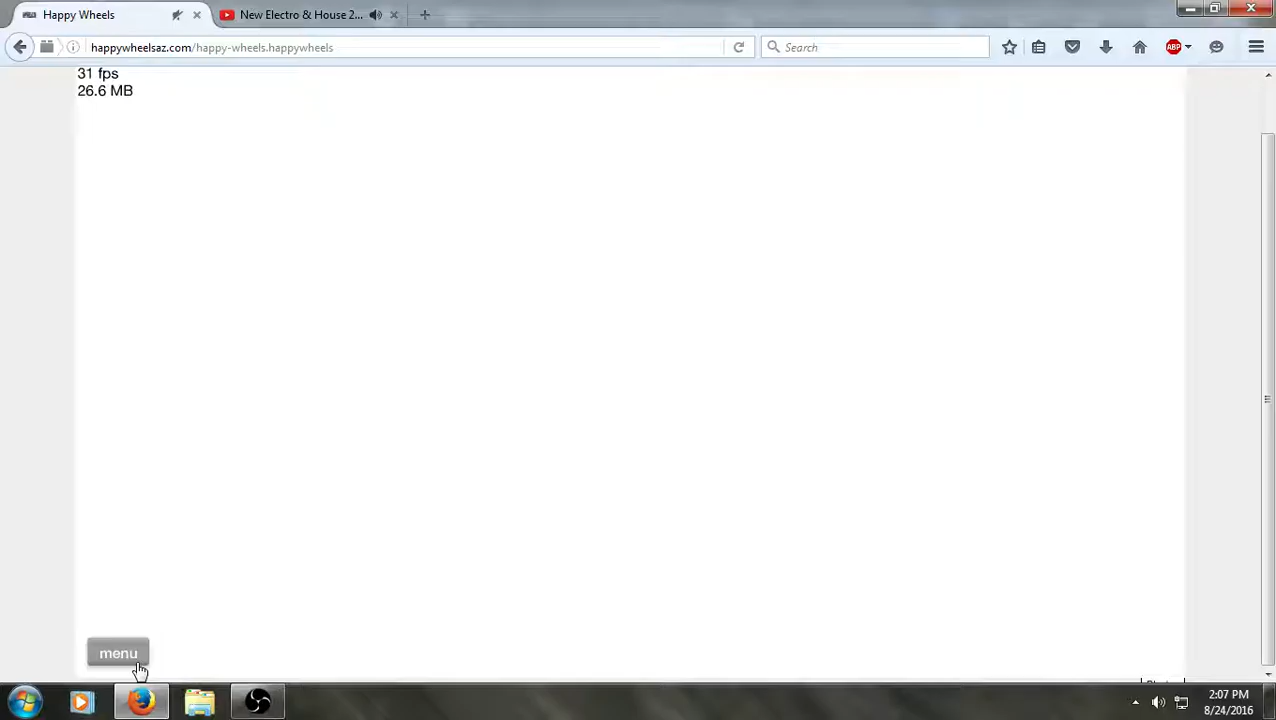 Happy Wheels
New Electro & House 2...
happywheelsaz.com/happy-wheels.happywheels
Search
ABP
31 fps
26.6 MB
menu
2:07 PM
8/24/2016